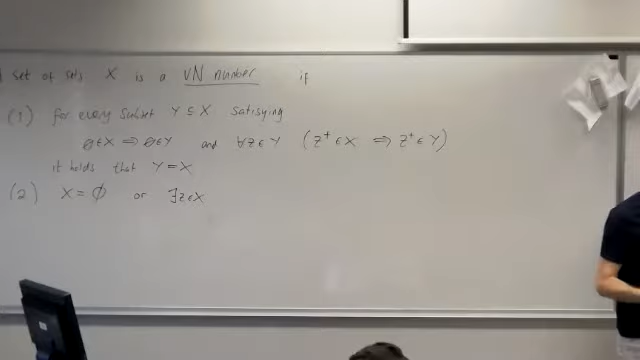 set of sets X is a vN number if
(1) for every subset Y ⊆ X satisfying
∅∈X ⟹ ∅∈Y and ∀z∈Y (z⁺∈X ⟹ z⁺∈Y)
it holds that Y=X
(2) X=∅ or ∃z∈X